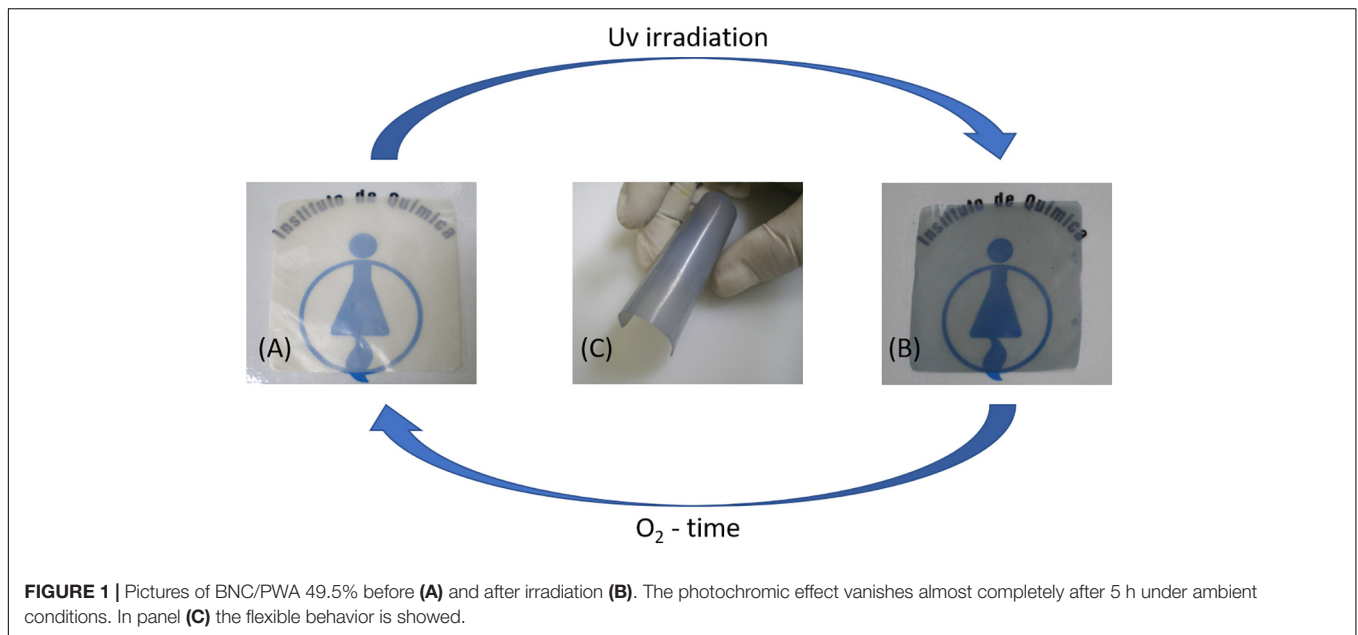 Uv irradiation
Instituto de Química
(A)
(C)
Instituto de Química
(B)
O₂ - time
FIGURE 1 | Pictures of BNC/PWA 49.5% before (A) and after irradiation (B). The photochromic effect vanishes almost completely after 5 h under ambient
conditions. In panel (C) the flexible behavior is showed.